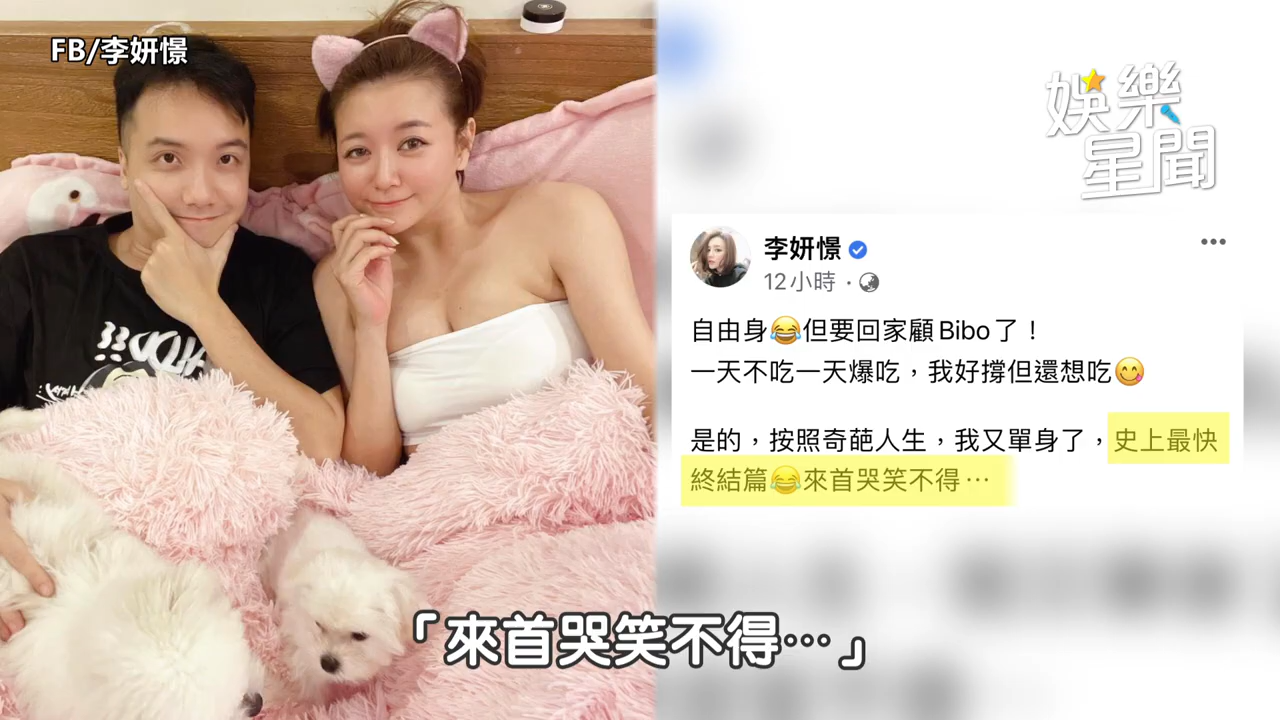 FB/李妍憬
娛樂
星聞
李妍憬
12小時
自由身😂但要回家顧Bibo了！
一天不吃一天爆吃，我好撐但還想吃😋
是的，按照奇葩人生，我又單身了，史上最快
終結篇😂來首哭笑不得…
「來首哭笑不得…」